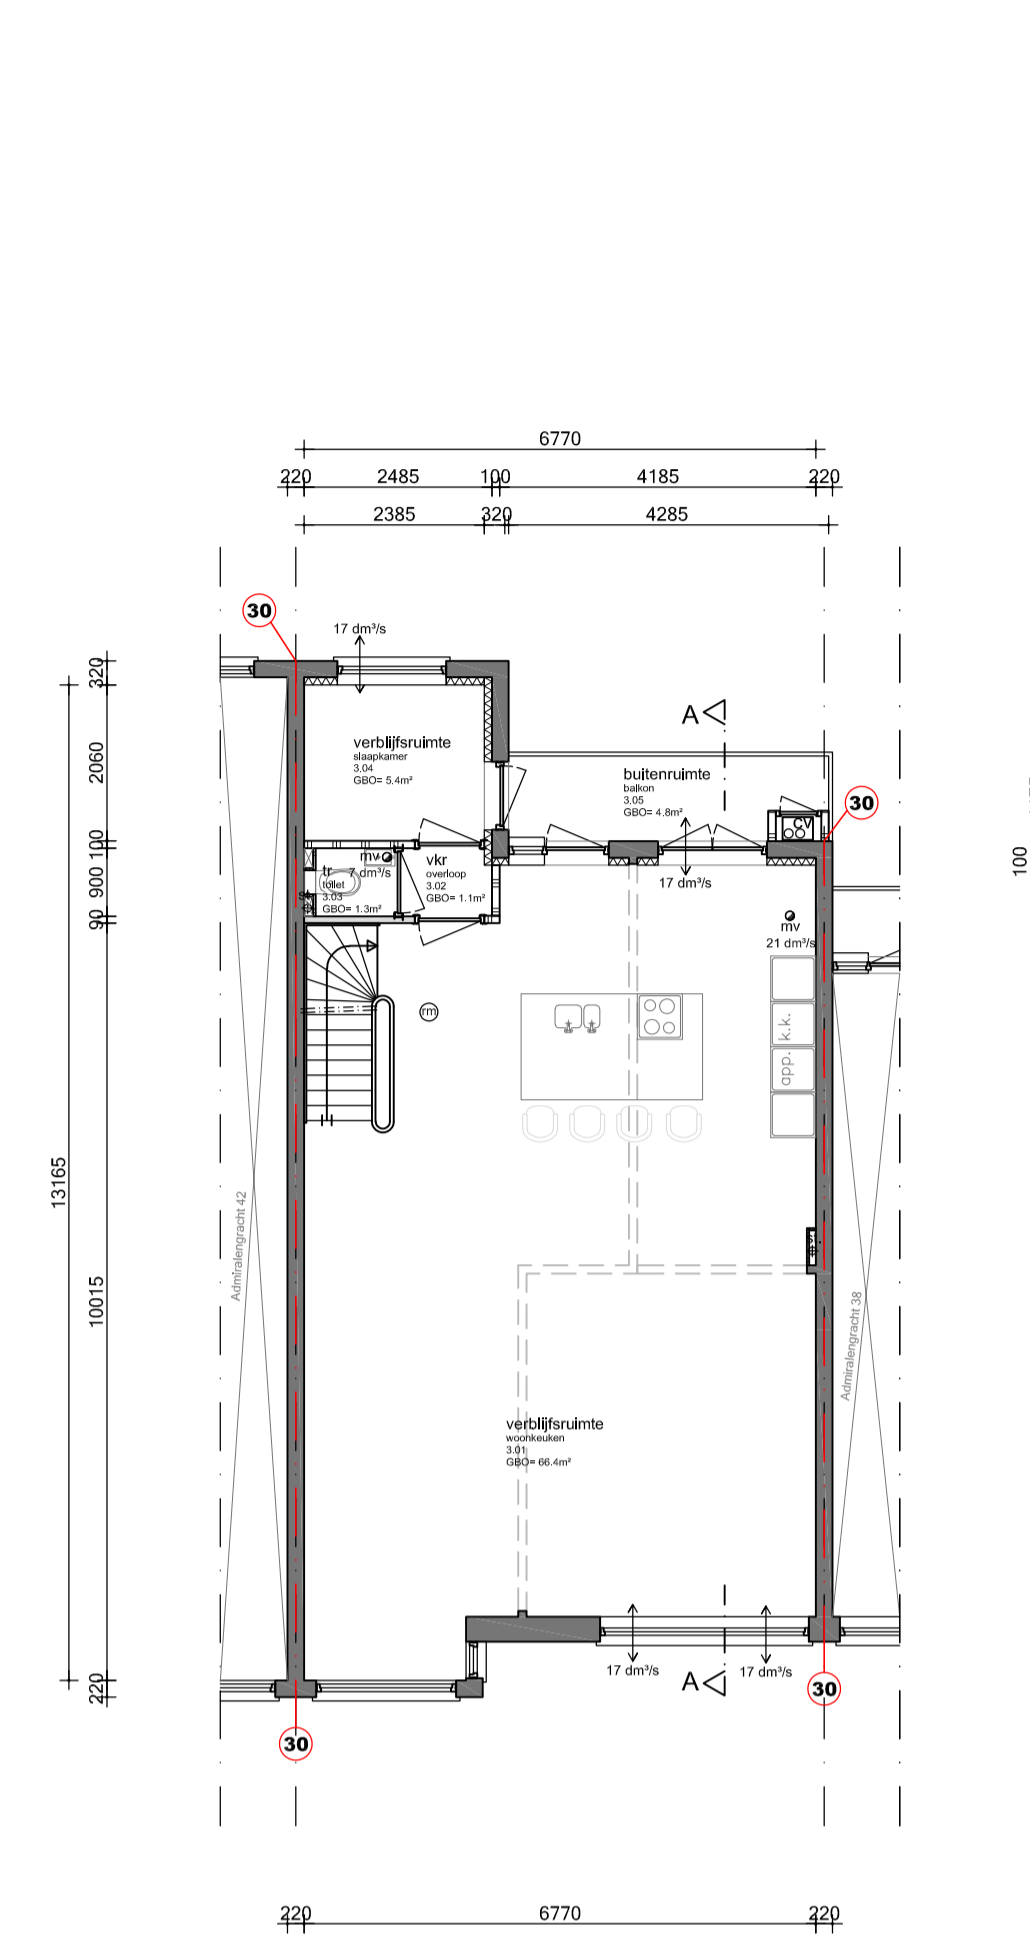 6770
220 2485 100 4185 220
2385 320 4285
30
17 dm³/s
320
A
verblijfsruimte
slaapkamer
3.04
GBO= 5.4m²
2060
buitenruimte
balkon
3.05
GBO= 4.8m²
30
CV
100
100
mv
7 dm³/s
vkr
overloop
3.02
GBO= 1.1m²
tr
toilet
3.03
GBO= 1.3m²
900
17 dm³/s
90
mv
21 dm³/s
rm
k.k.
app.
13165
Admiralengracht 42
10015
Admiralengracht 38
verblijfsruimte
woonkeuken
3.01
GBO= 66.4m²
17 dm³/s
17 dm³/s
A
220
30
30
220 6770 220